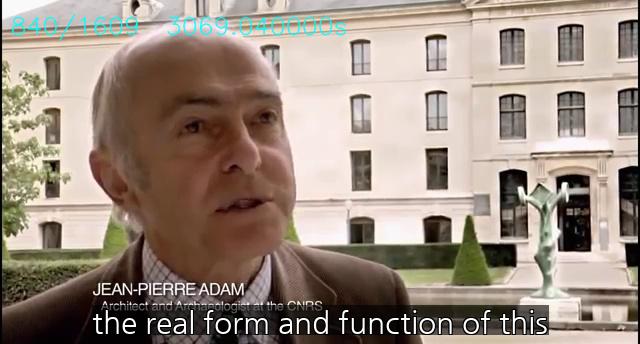 840/1609 3069.040000s
JEAN-PIERRE ADAM
Architect and Archaeologist at the CNRS
the real form and function of this